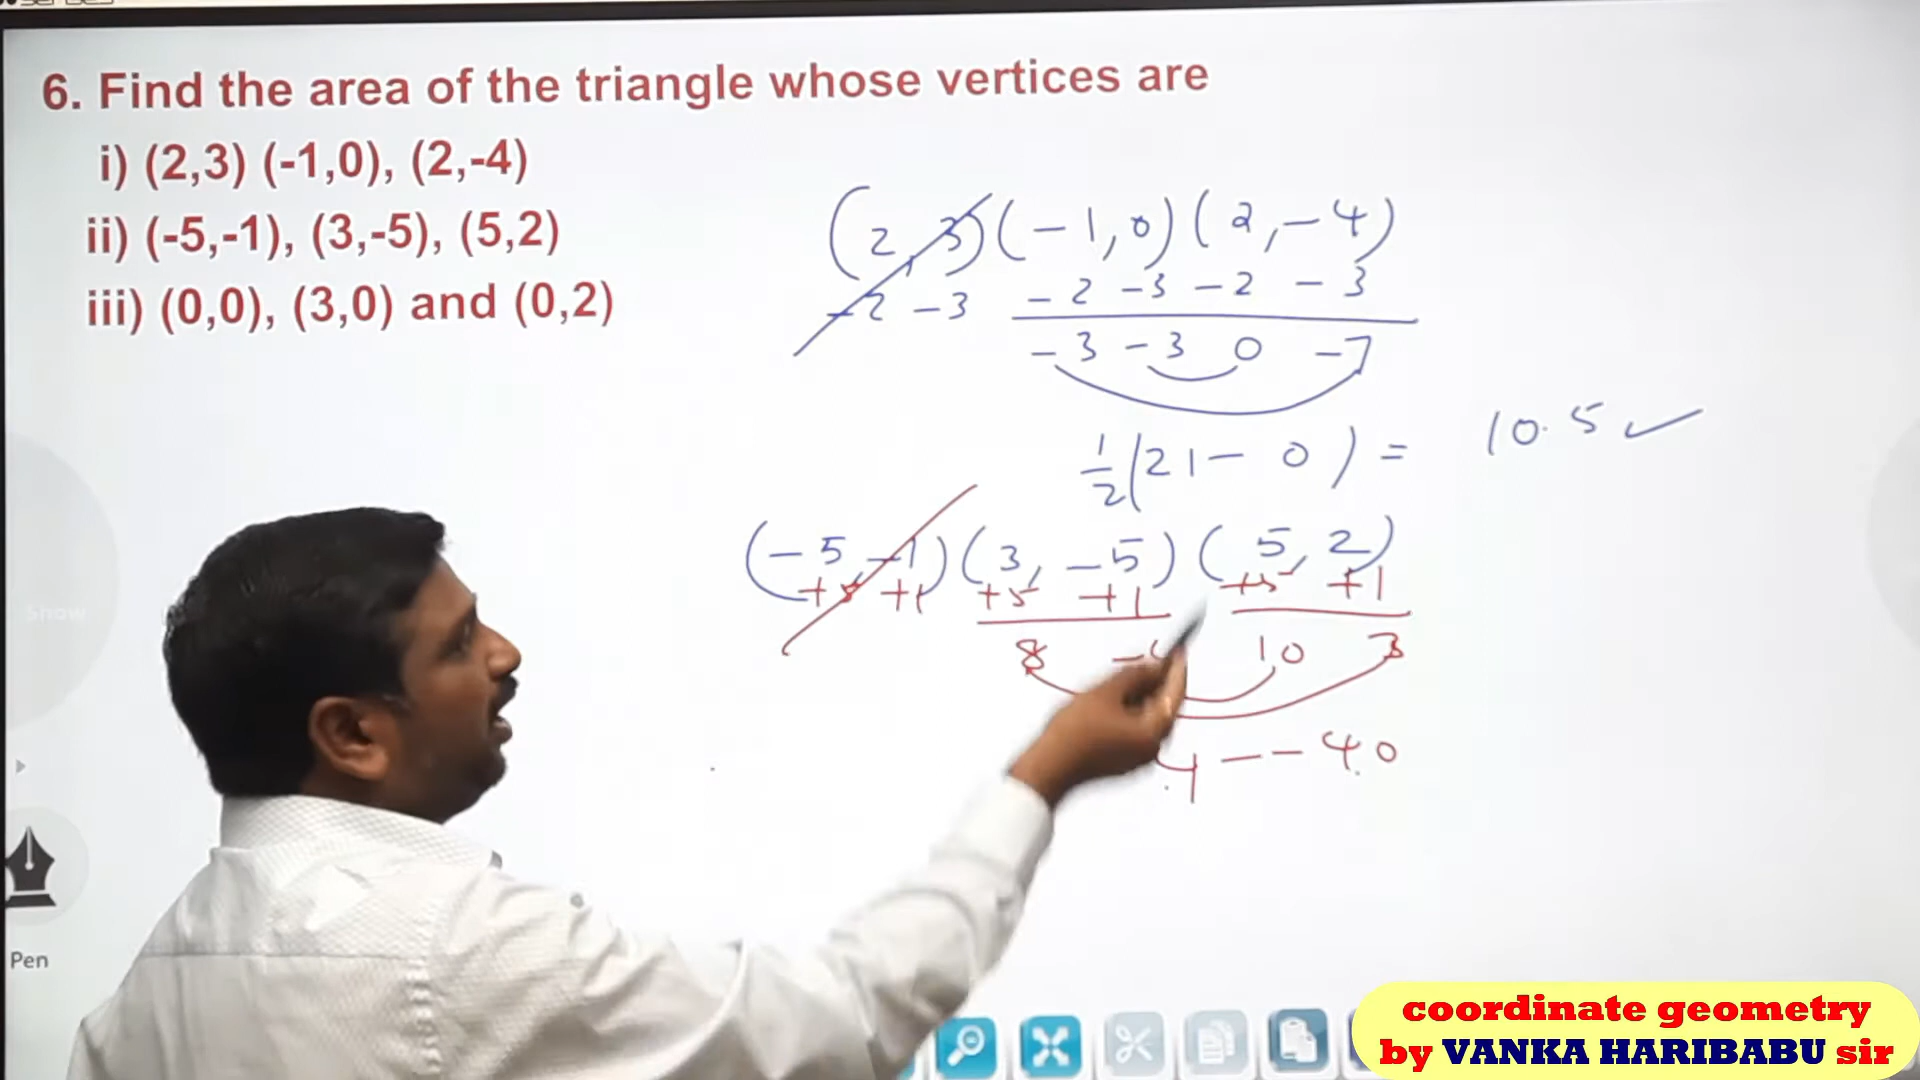 6. Find the area of the triangle whose vertices are
i) (2,3) (-1,0), (2,-4)
ii) (-5,-1), (3,-5), (5,2)
iii) (0,0), (3,0) and (0,2)
(2, 3) (-1, 0) (2, -4)
-2 -3 -2 -3 -2 -3
-3 -3 0 -7
1/2 (21 - 0) = 10.5 ✓
(-5, -1) (3, -5) (5, 2)
+5 +1 +5 +1 +5 +1
8 10 3
4 - - 40
Show
Pen
coordinate geometry
by VANKA HARIBABU sir